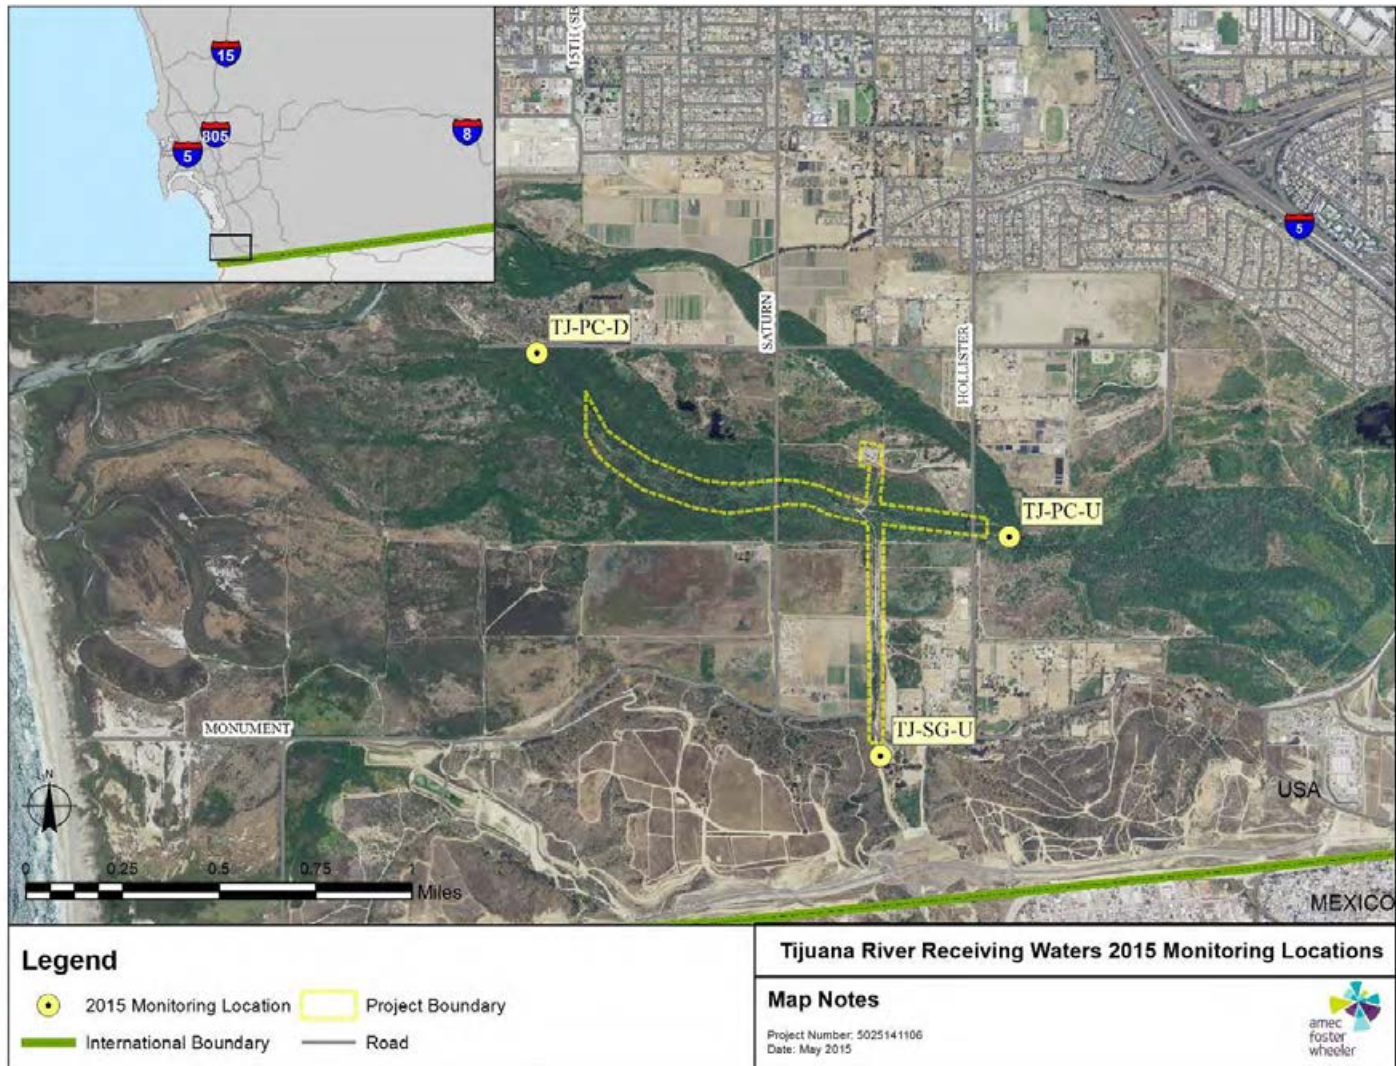 15
805
5
8
15TH (SB
5
TJ-PC-D
SATURN
HOLLISTER
TJ-PC-U
TJ-SG-U
MONUMENT
N
USA
0 0.25 0.5 0.75 1
Miles
MEXICO
Legend
2015 Monitoring Location
Project Boundary
International Boundary
Road
Tijuana River Receiving Waters 2015 Monitoring Locations
Map Notes
Project Number: 5025141106
Date: May 2015
amec
foster
wheeler